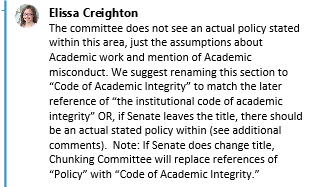 Elissa Creighton
The committee does not see an actual policy stated
within this area, just the assumptions about
Academic work and mention of Academic
misconduct. We suggest renaming this section to
“Code of Academic Integrity” to match the later
reference of “the institutional code of academic
integrity” OR, if Senate leaves the title, there should
be an actual stated policy within (see additional
comments).  Note: If Senate does change title,
Chunking Committee will replace references of
“Policy” with “Code of Academic Integrity.”